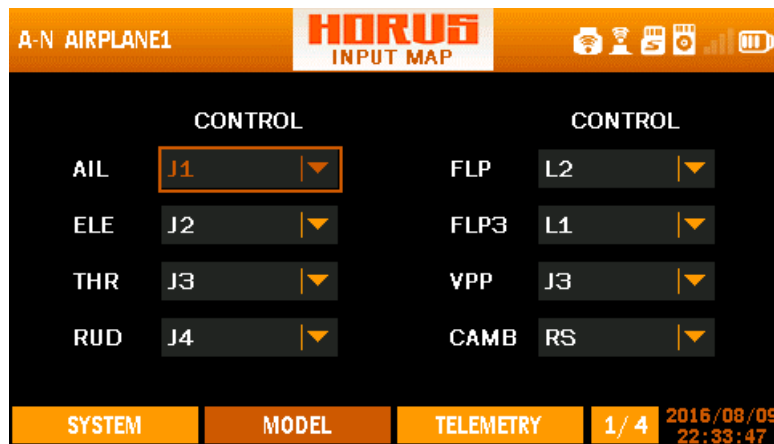 A-N AIRPLANE1
HORUS
INPUT MAP
CONTROL CONTROL
AIL J1 FLP L2
ELE J2 FLP3 L1
THR J3 VPP J3
RUD J4 CAMB RS
SYSTEM MODEL TELEMETRY 1/4 2016/08/09
22:33:47